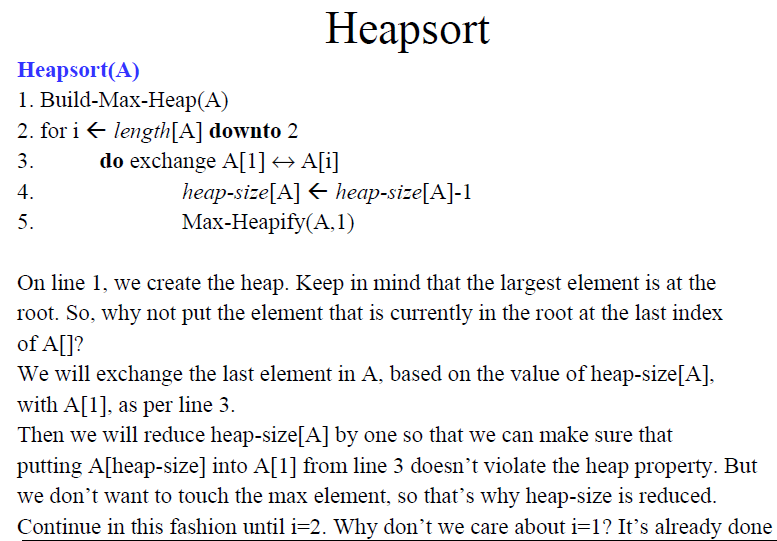 Heapsort
Heapsort(A)
1. Build-Max-Heap(A)
2. for i ← length[A] downto 2
3. do exchange A[1] ↔ A[i]
4. heap-size[A] ← heap-size[A]-1
5. Max-Heapify(A,1)
On line 1, we create the heap. Keep in mind that the largest element is at the
root. So, why not put the element that is currently in the root at the last index
of A[]?
We will exchange the last element in A, based on the value of heap-size[A],
with A[1], as per line 3.
Then we will reduce heap-size[A] by one so that we can make sure that
putting A[heap-size] into A[1] from line 3 doesn’t violate the heap property. But
we don’t want to touch the max element, so that’s why heap-size is reduced.
Continue in this fashion until i=2. Why don’t we care about i=1? It’s already done